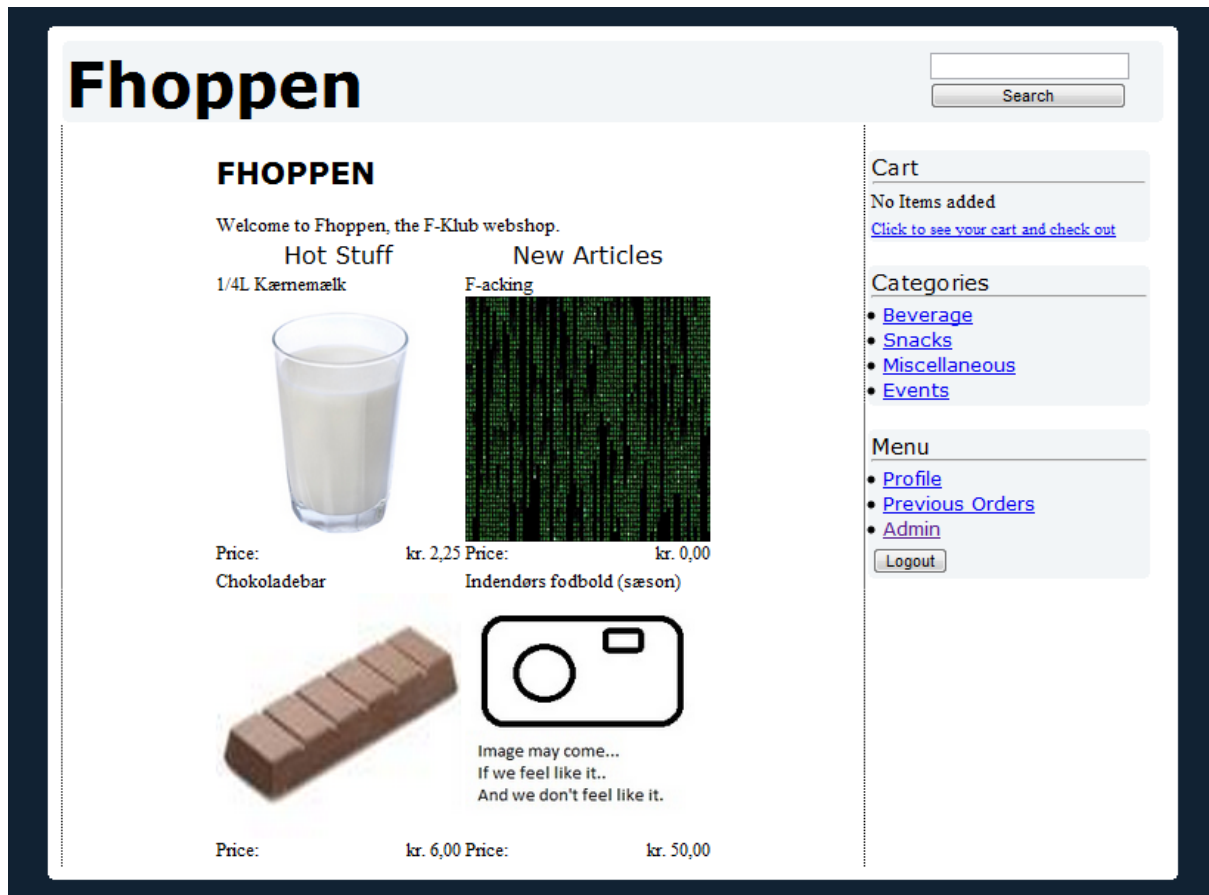 Fhoppen
Search
FHOPPEN
Welcome to Fhoppen, the F-Klub webshop.
Hot Stuff New Articles
1/4L Kærnemælk F-acking
Price: kr. 2,25 Price: kr. 0,00
Chokoladebar Indendørs fodbold (sæson)
Image may come...
If we feel like it..
And we don't feel like it.
Price: kr. 6,00 Price: kr. 50,00
Cart
No Items added
Click to see your cart and check out
Categories
Beverage
Snacks
Miscellaneous
Events
Menu
Profile
Previous Orders
Admin
Logout